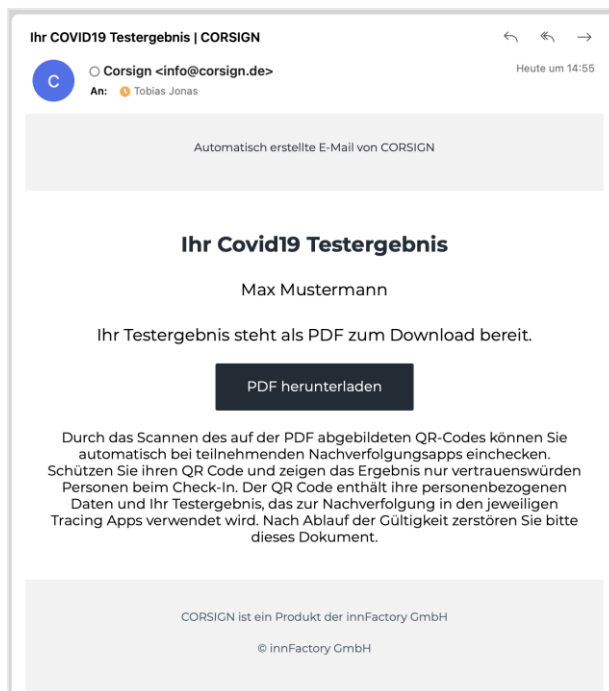 Ihr COVID19 Testergebnis | CORSIGN
C
Corsign <info@corsign.de>
Heute um 14:55
An: Tobias Jonas
Automatisch erstellte E-Mail von CORSIGN
Ihr Covid19 Testergebnis
Max Mustermann
Ihr Testergebnis steht als PDF zum Download bereit.
PDF herunterladen
Durch das Scannen des auf der PDF abgebildeten QR-Codes können Sie
automatisch bei teilnehmenden Nachverfolgungsapps einchecken.
Schützen Sie ihren QR Code und zeigen das Ergebnis nur vertrauenswürden
Personen beim Check-In. Der QR Code enthält ihre personenbezogenen
Daten und Ihr Testergebnis, das zur Nachverfolgung in den jeweiligen
Tracing Apps verwendet wird. Nach Ablauf der Gültigkeit zerstören Sie bitte
dieses Dokument.
CORSIGN ist ein Produkt der innFactory GmbH
© innFactory GmbH